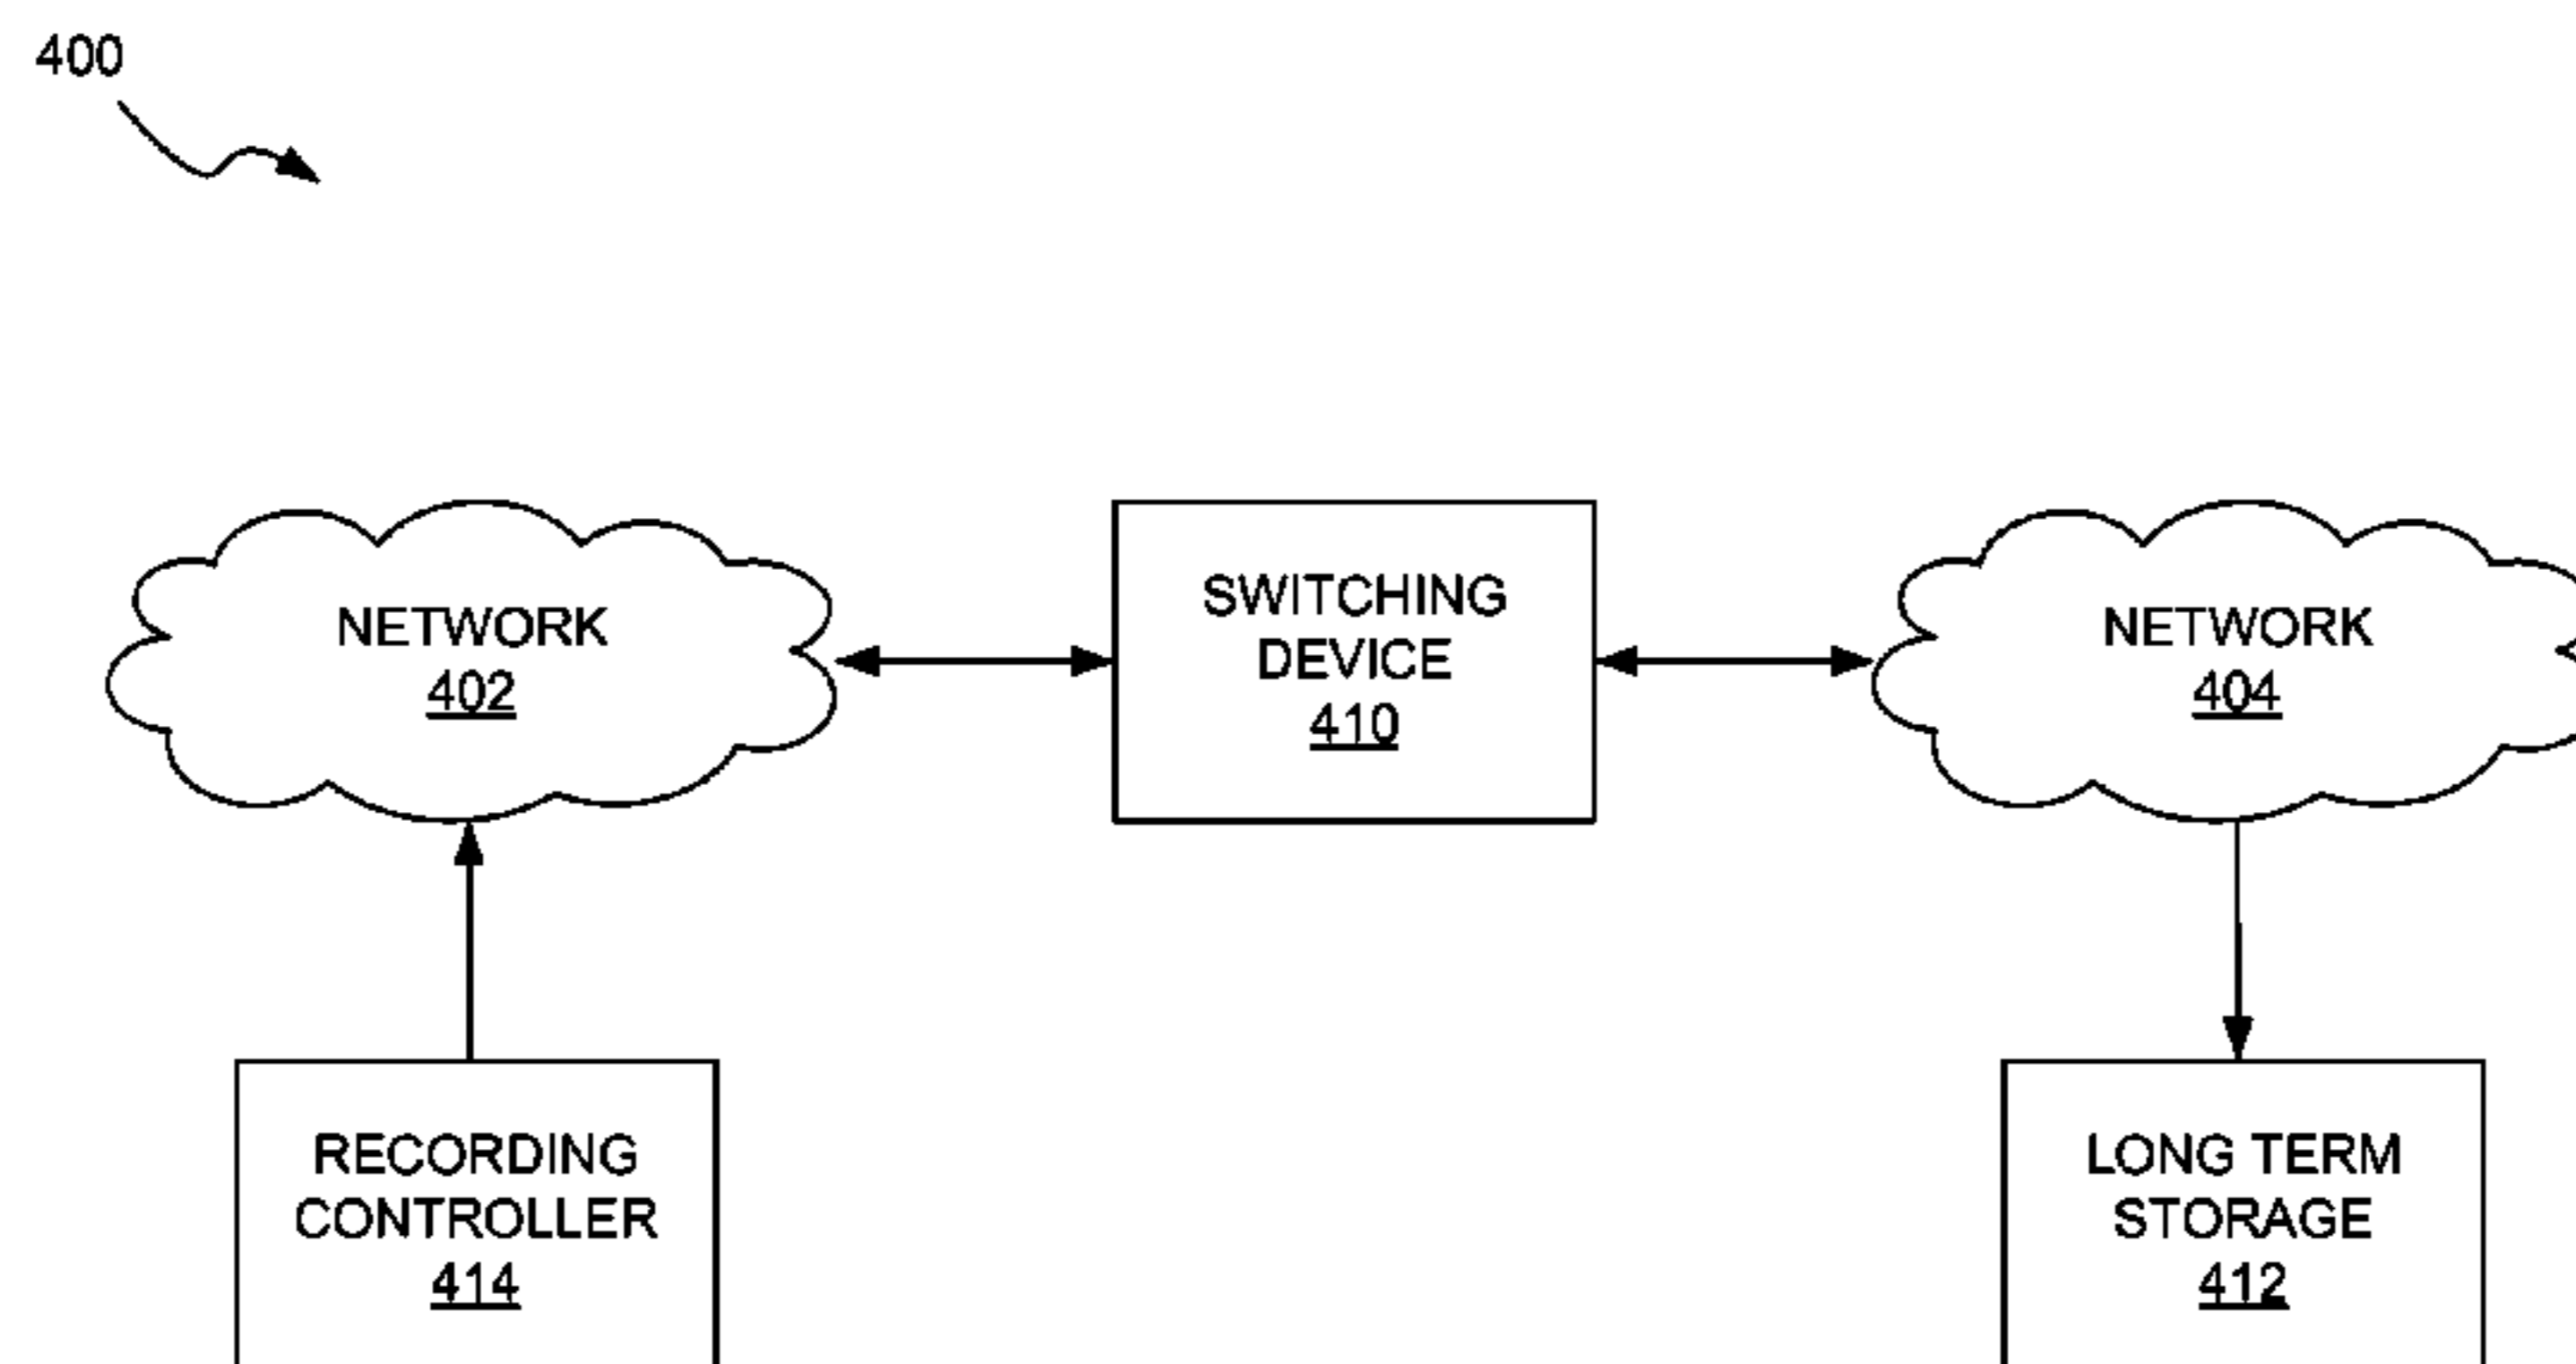 400
NETWORK
402
SWITCHING
DEVICE
410
NETWORK
404
RECORDING
CONTROLLER
414
LONG TERM
STORAGE
412